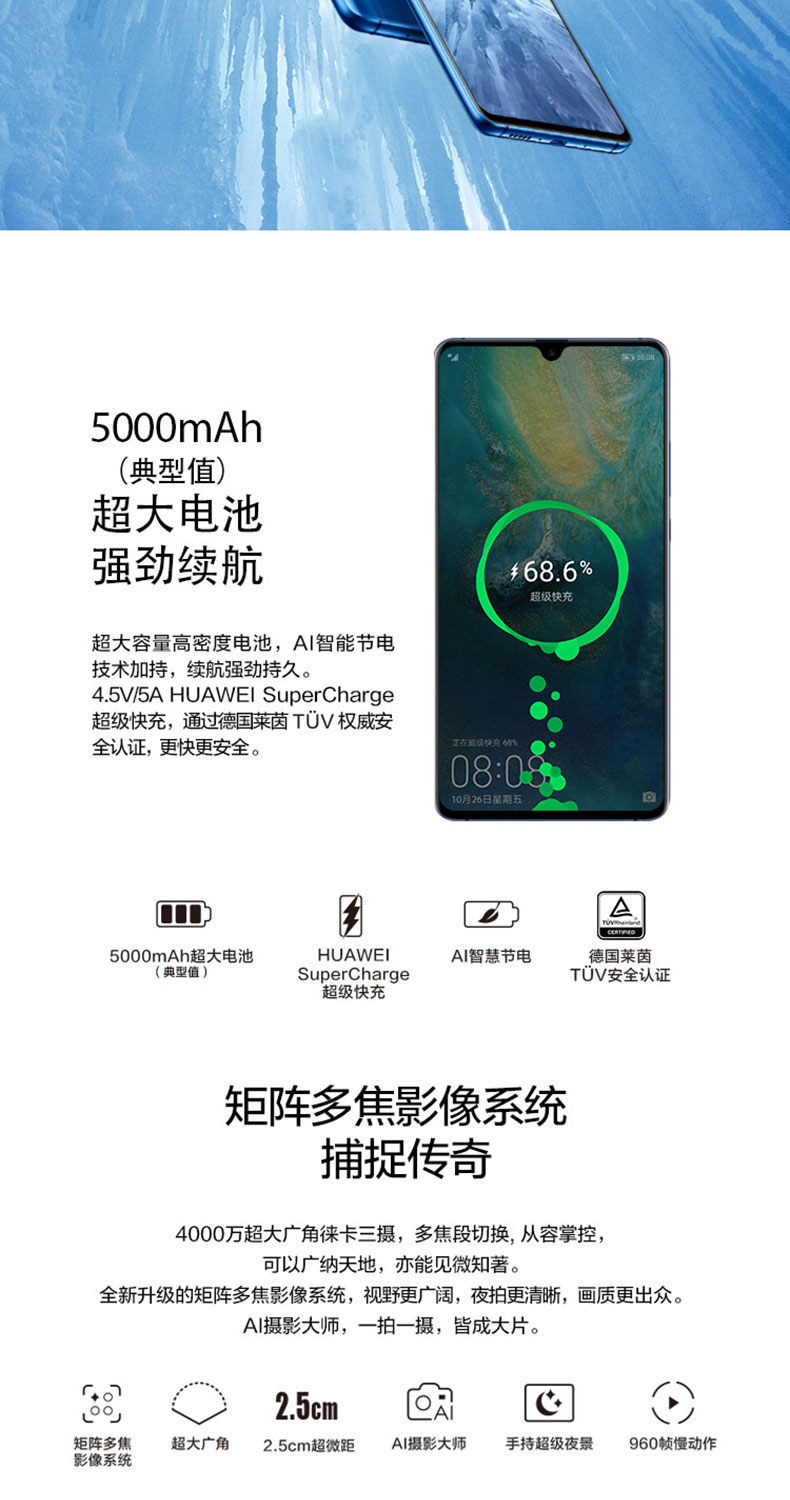 5000mAh
（典型值）
超大电池
强劲续航
超大容量高密度电池，AI智能节电
技术加持，续航强劲持久。
4.5V/5A HUAWEI SuperCharge
超级快充，通过德国莱茵 TÜV 权威安
全认证，更快更安全。
08:08
68.6%
超级快充
正在超级快充 68%
08:08
10月26日星期五
5000mAh超大电池
（典型值）
HUAWEI
SuperCharge
超级快充
AI智慧节电
TÜVRheinland
CERTIFIED
德国莱茵
TÜV安全认证
矩阵多焦影像系统
捕捉传奇
4000万超大广角徕卡三摄，多焦段切换, 从容掌控，
可以广纳天地，亦能见微知著。
全新升级的矩阵多焦影像系统，视野更广阔，夜拍更清晰，画质更出众。
AI摄影大师，一拍一摄，皆成大片。
矩阵多焦
影像系统
超大广角
2.5cm
2.5cm超微距
AI
AI摄影大师
手持超级夜景
960帧慢动作